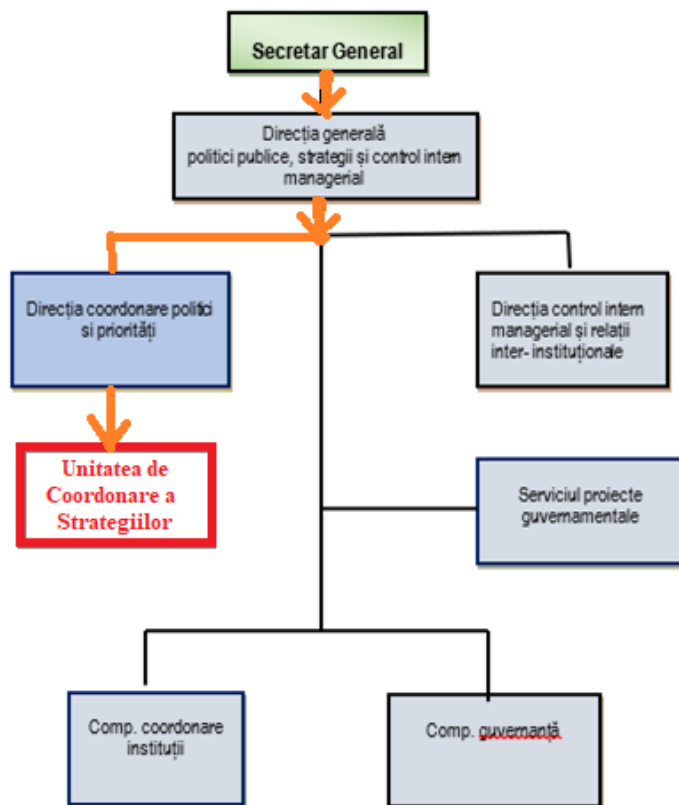 Secretar General
Direcția generală
politici publice, strategii și control intern
managerial
Direcția coordonare politici
si priorități
Direcția control intern
managerial și relații
inter- instituționale
Unitatea de
Coordonare a
Strategiilor
Serviciul proiecte
guvernamentale
Comp. coordonare
instituții
Comp. guvernanță